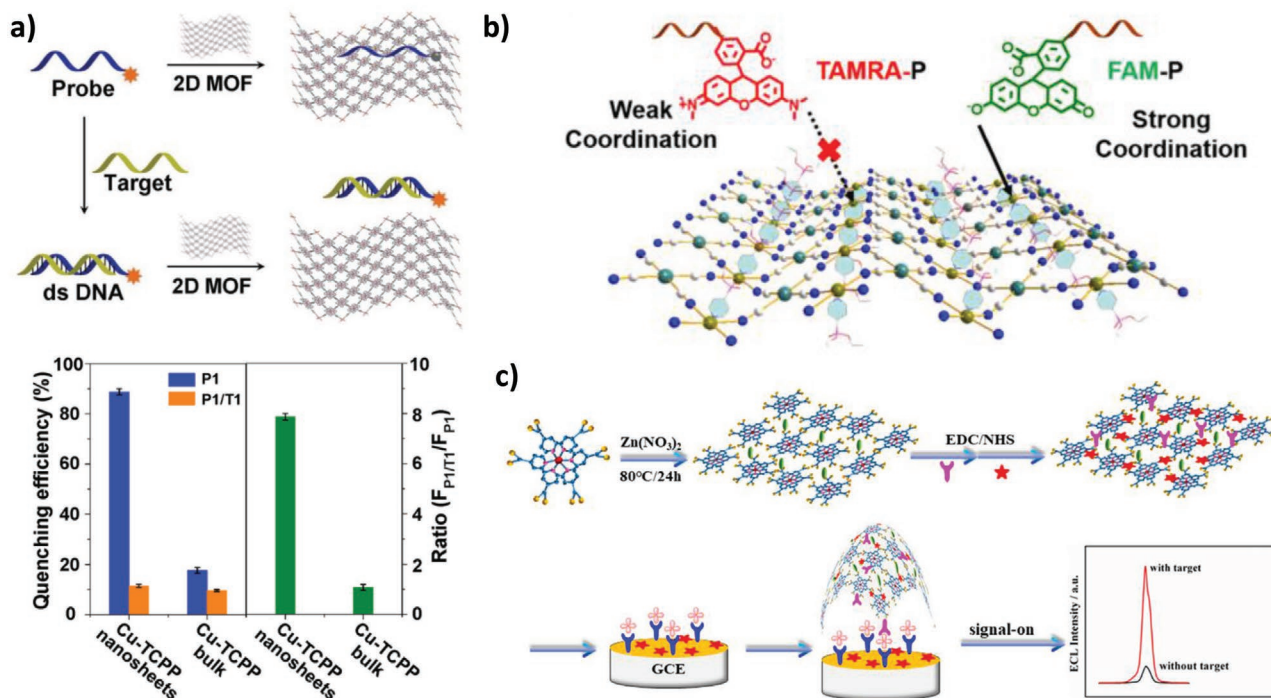 a)
Probe
2D MOF
Target
ds DNA
2D MOF
100
80
60
40
20
0
Quenching efficiency (%)
P1
P1/T1
10
8
6
4
2
0
Ratio (F_P1/T1/F_P1)
Cu-TCPP
nanosheets
Cu-TCPP
bulk
Cu-TCPP
nanosheets
Cu-TCPP
bulk
b)
TAMRA-P
Weak
Coordination
FAM-P
Strong
Coordination
O
O⁻
⁺N
O
N
O
O⁻
⁻O
O
O
c)
Zn(NO₃)₂
80°C/24h
EDC/NHS
GCE
signal-on
ECL Intensity / a.u.
with target
without target